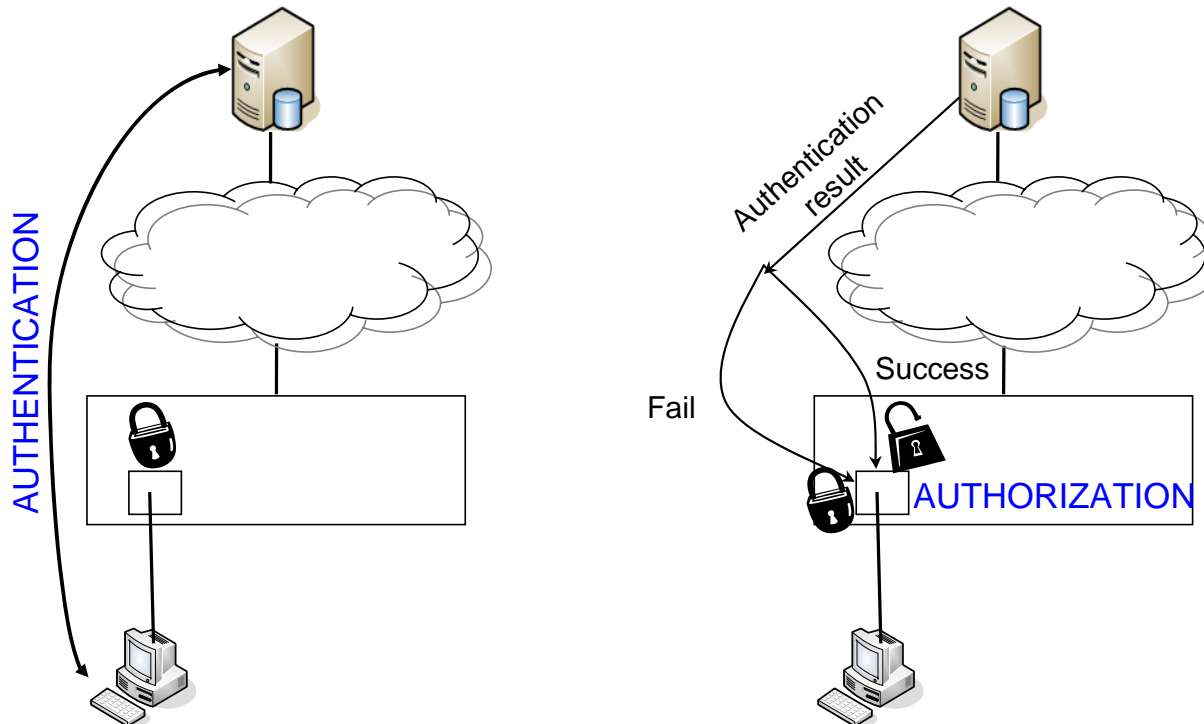 AUTHENTICATION
Authentication
result
Success
Fail
AUTHORIZATION